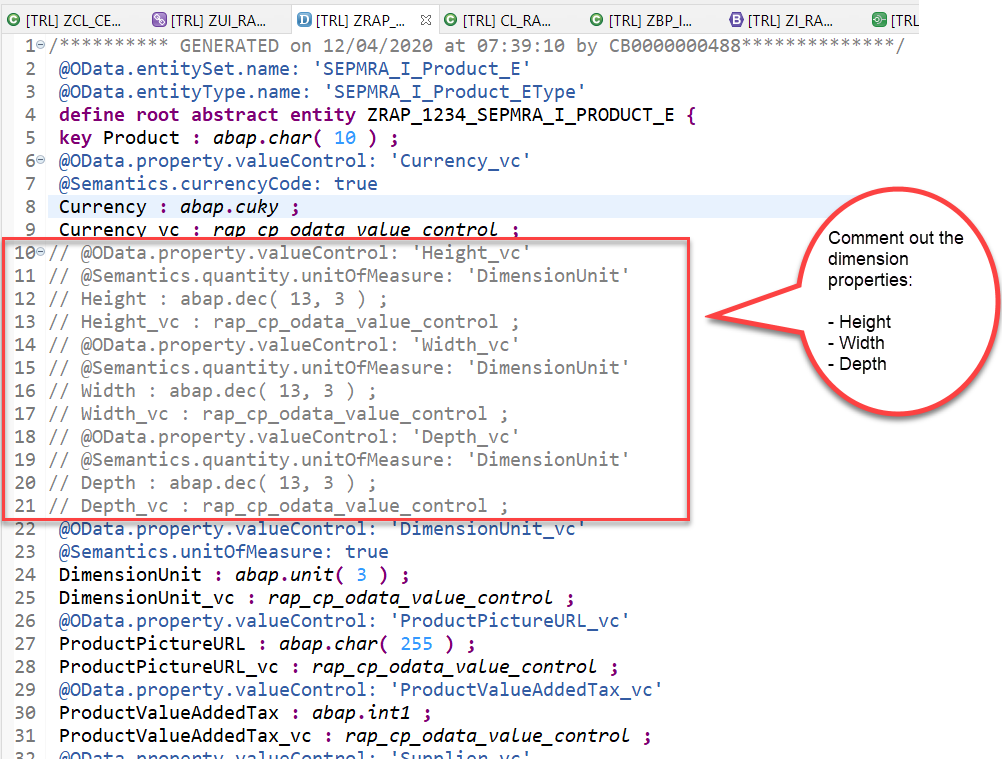 [TRL] ZCL_CE... [TRL] ZUI_RA... [TRL] ZRAP_... [TRL] CL_RA... [TRL] ZBP_I... [TRL] ZI_RA... [TRL
1 /********** GENERATED on 12/04/2020 at 07:39:10 by CB0000000488**************/
2 @OData.entitySet.name: 'SEPMRA_I_Product_E'
3 @OData.entityType.name: 'SEPMRA_I_Product_EType'
4 define root abstract entity ZRAP_1234_SEPMRA_I_PRODUCT_E {
5 key Product : abap.char( 10 ) ;
6 @OData.property.valueControl: 'Currency_vc'
7 @Semantics.currencyCode: true
8 Currency : abap.cuky ;
9 Currency_vc : rap_cp_odata_value_control ;
10 // @OData.property.valueControl: 'Height_vc'
11 // @Semantics.quantity.unitOfMeasure: 'DimensionUnit'
12 // Height : abap.dec( 13, 3 ) ;
13 // Height_vc : rap_cp_odata_value_control ;
14 // @OData.property.valueControl: 'Width_vc'
15 // @Semantics.quantity.unitOfMeasure: 'DimensionUnit'
16 // Width : abap.dec( 13, 3 ) ;
17 // Width_vc : rap_cp_odata_value_control ;
18 // @OData.property.valueControl: 'Depth_vc'
19 // @Semantics.quantity.unitOfMeasure: 'DimensionUnit'
20 // Depth : abap.dec( 13, 3 ) ;
21 // Depth_vc : rap_cp_odata_value_control ;
22 @OData.property.valueControl: 'DimensionUnit_vc'
23 @Semantics.unitOfMeasure: true
24 DimensionUnit : abap.unit( 3 ) ;
25 DimensionUnit_vc : rap_cp_odata_value_control ;
26 @OData.property.valueControl: 'ProductPictureURL_vc'
27 ProductPictureURL : abap.char( 255 ) ;
28 ProductPictureURL_vc : rap_cp_odata_value_control ;
29 @OData.property.valueControl: 'ProductValueAddedTax_vc'
30 ProductValueAddedTax : abap.int1 ;
31 ProductValueAddedTax_vc : rap_cp_odata_value_control ;
32 @OData.property.valueControl: 'Supplier_vc'
Comment out the
dimension
properties:
- Height
- Width
- Depth